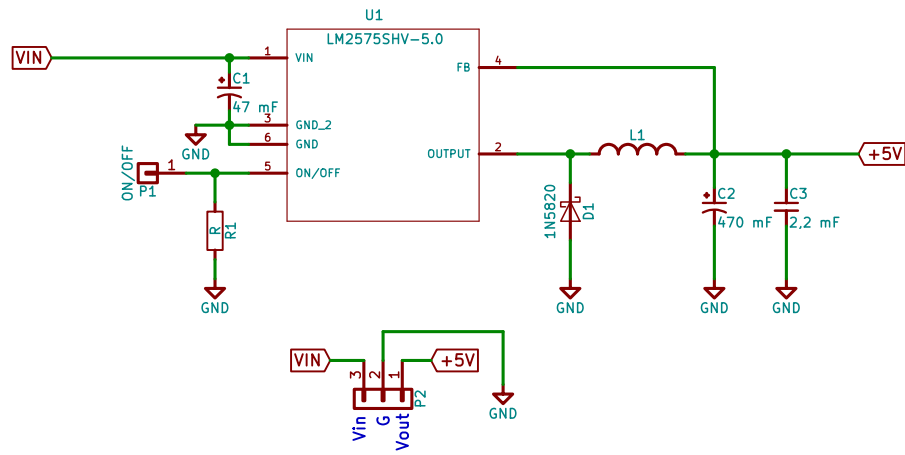 U1
LM2575SHV-5.0
VIN
1
VIN
4
FB
C1
47 mF
3
GND_2
GND
6
GND
L1
2
OUTPUT
+5V
ON/OFF
1
P1
5
ON/OFF
C2
470 mF
C3
2,2 mF
1N5820
D1
R
R1
GND
GND
GND
GND
VIN
+5V
3
2
1
P2
GND
Vin
G
Vout